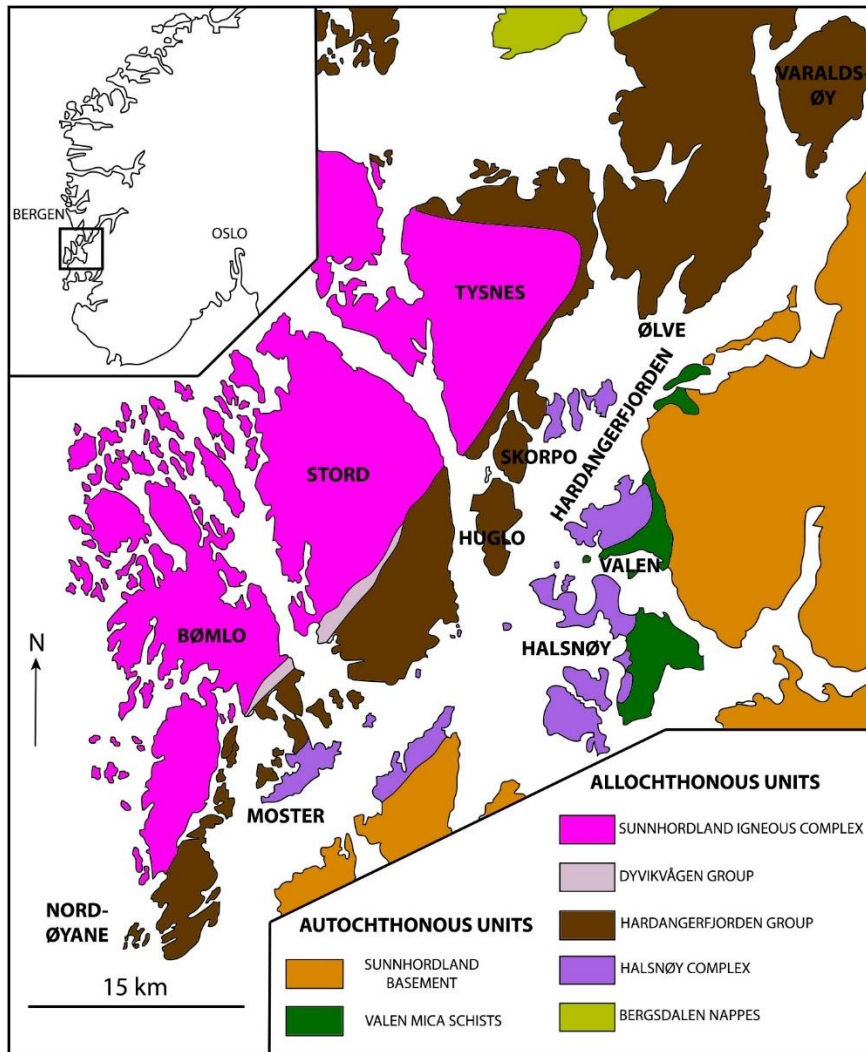 BERGEN
OSLO
VARALDS-
ØY
TYSNES
ØLVE
HARDANGERFJORDEN
SKORPO
STORD
HUGLO
VALEN
N
BØMLO
HALSNØY
MOSTER
NORD-
ØYANE
15 km
ALLOCHTHONOUS UNITS
SUNNHORDLAND IGNEOUS COMPLEX
DYVIKVÅGEN GROUP
HARDANGERFJORDEN GROUP
HALSNØY COMPLEX
BERGSDALEN NAPPES
AUTOCHTHONOUS UNITS
SUNNHORDLAND
BASEMENT
VALEN MICA SCHISTS